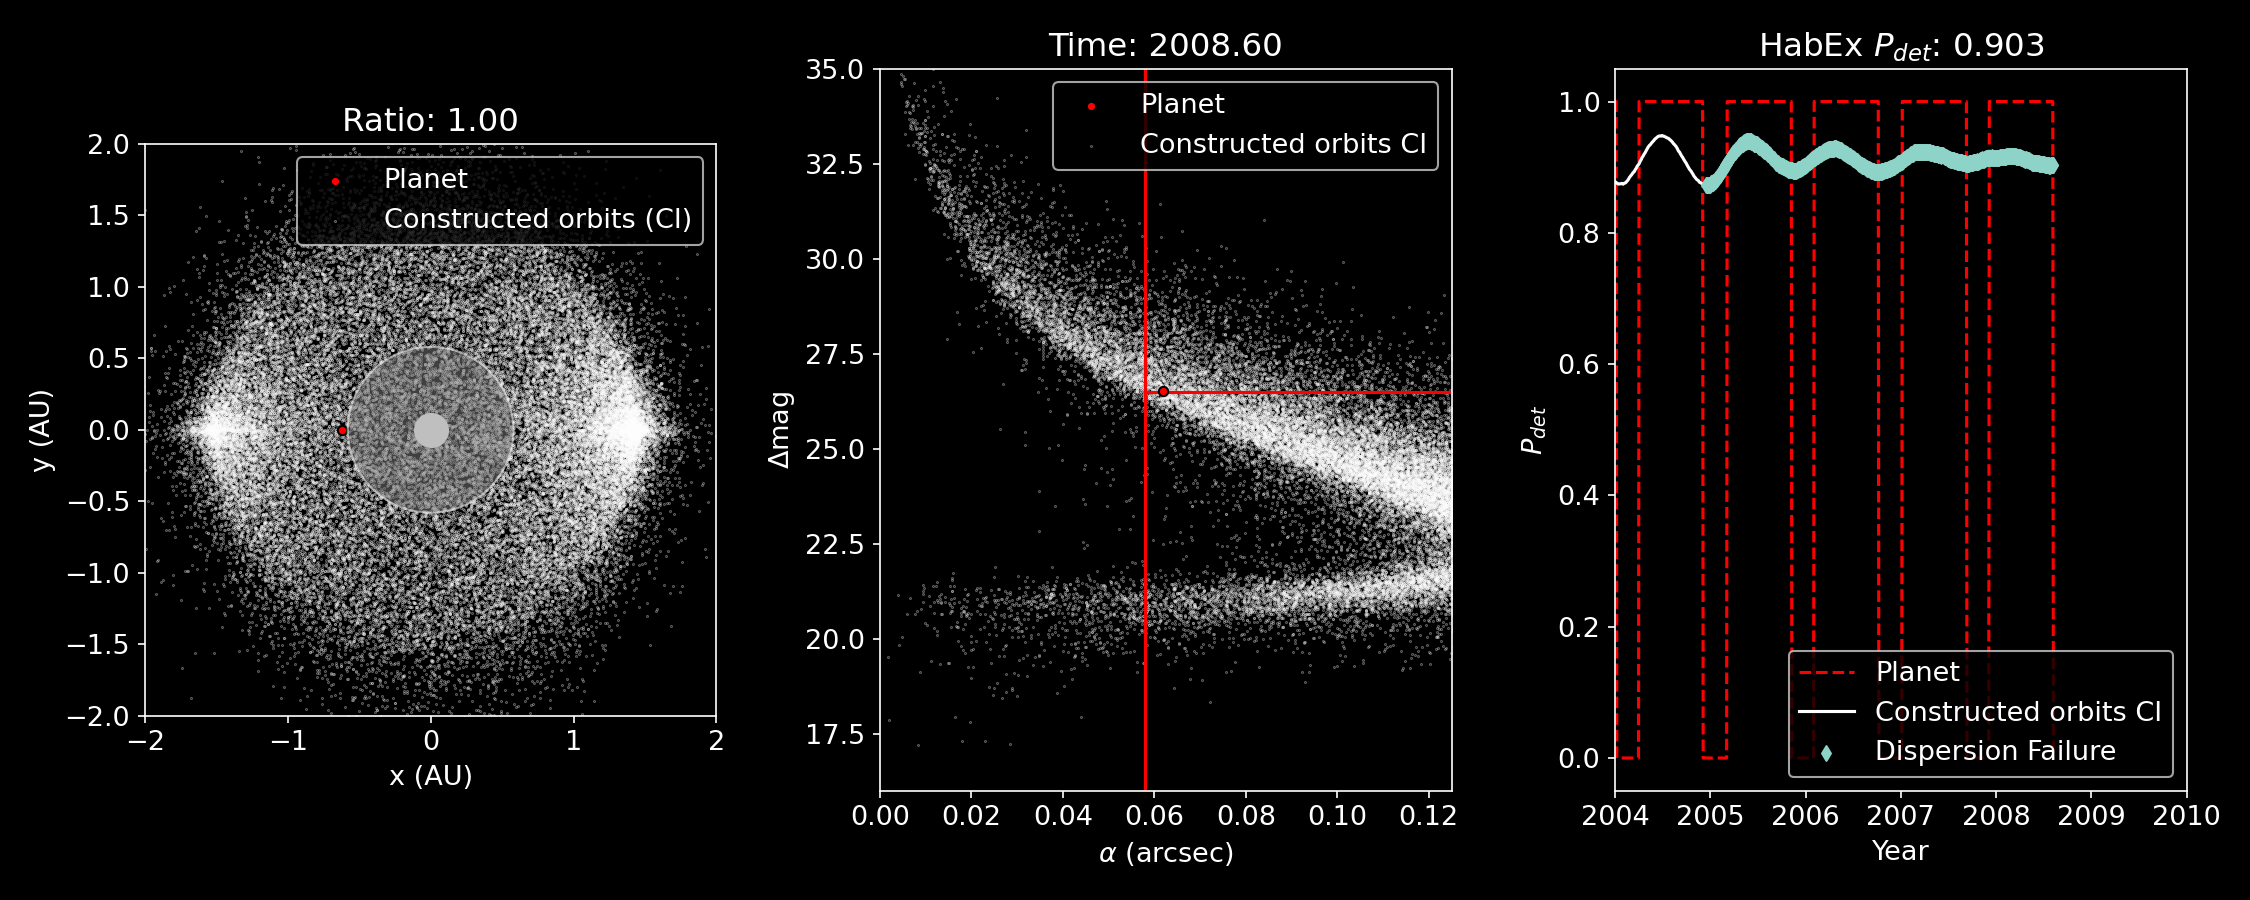 Ratio: 1.00
2.0
1.5
1.0
0.5
0.0
−0.5
−1.0
−1.5
−2.0
y (AU)
−2 −1 0 1 2
x (AU)
Planet
Constructed orbits (CI)
Time: 2008.60
35.0
32.5
30.0
27.5
25.0
22.5
20.0
17.5
Δmag
0.00 0.02 0.04 0.06 0.08 0.10 0.12
α (arcsec)
Planet
Constructed orbits CI
HabEx P_det: 0.903
1.0
0.8
0.6
0.4
0.2
0.0
P_det
2004 2005 2006 2007 2008 2009 2010
Year
Planet
Constructed orbits CI
Dispersion Failure